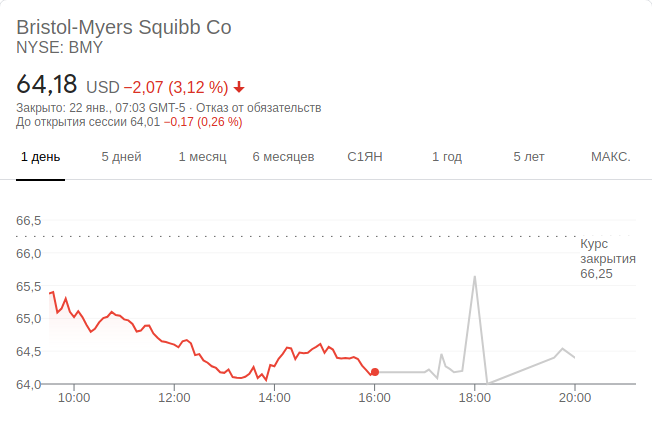 Bristol-Myers Squibb Co
NYSE: BMY
64,18 USD −2,07 (3,12 %)
Закрыто: 22 янв., 07:03 GMT-5 · Отказ от обязательств
До открытия сессии 64,01 −0,17 (0,26 %)
1 день 5 дней 1 месяц 6 месяцев С1ЯН 1 год 5 лет МАКС.
66,5
66,0
65,5
65,0
64,5
64,0
Курс
закрытия
66,25
10:00 12:00 14:00 16:00 18:00 20:00